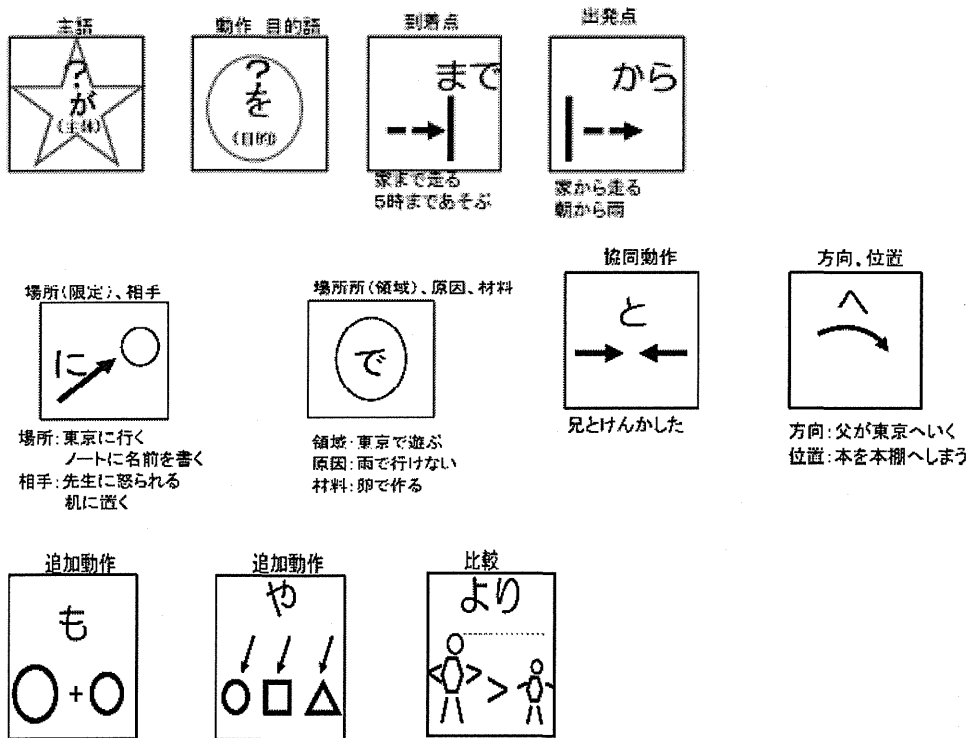 主語
?
が
(主体)
動作 目的語
?
を
(目的)
到着点
まで
家まで走る
5時まであそぶ
出発点
から
家から走る
朝から雨
場所(限定)、相手
に
場所:東京に行く
ノートに名前を書く
相手:先生に怒られる
机に置く
場所所(領域)、原因、材料
で
領域・東京で遊ぶ
原因:雨で行けない
材料:卵で作る
協同動作
と
兄とけんかした
方向、位置
へ
方向:父が東京へいく
位置:本を本棚へしまう
追加動作
も
+
追加動作
や
比較
より
>